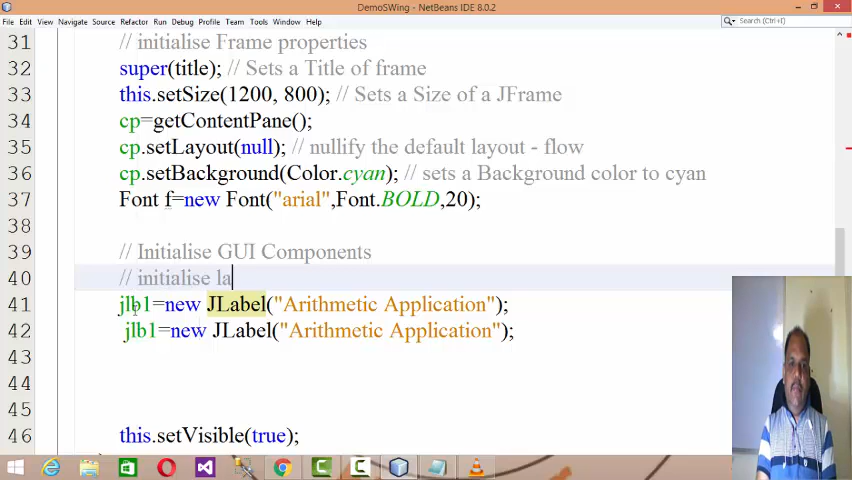 DemoSWing - NetBeans IDE 8.0.2
File Edit View Navigate Source Refactor Run Debug Profile Team Tools Window Help
Search (Ctrl+I)
31 // initialise Frame properties
32 super(title); // Sets a Title of frame
33 this.setSize(1200, 800); // Sets a Size of a JFrame
34 cp=getContentPane();
35 cp.setLayout(null); // nullify the default layout - flow
36 cp.setBackground(Color.cyan); // sets a Background color to cyan
37 Font f=new Font("arial",Font.BOLD,20);
38
39 // Initialise GUI Components
40 // initialise la
41 jlb1=new JLabel("Arithmetic Application");
42 jlb1=new JLabel("Arithmetic Application");
43
44
45
46 this.setVisible(true);